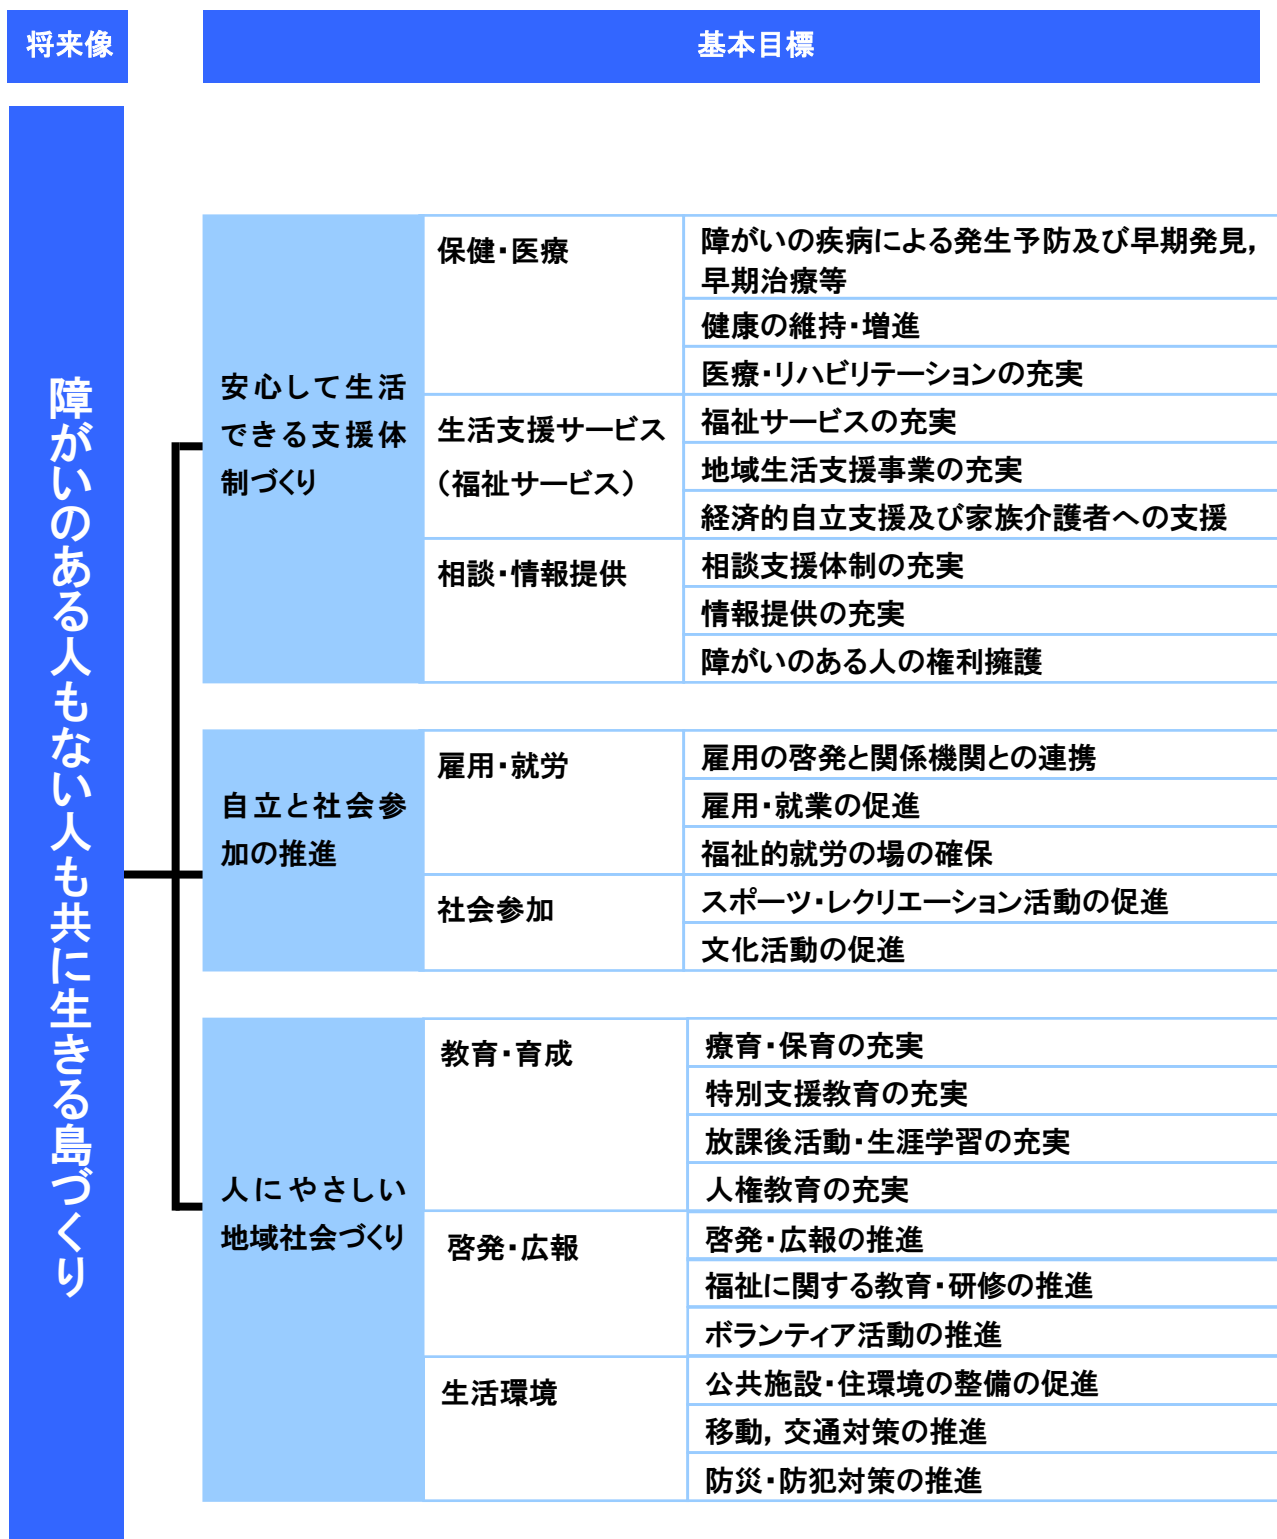 将来像
基本目標
障がいのある人もない人も共に生きる島づくり
安心して生活
できる支援体
制づくり
保健・医療
障がいの疾病による発生予防及び早期発見，
早期治療等
健康の維持・増進
医療・リハビリテーションの充実
生活支援サービス
（福祉サービス）
福祉サービスの充実
地域生活支援事業の充実
経済的自立支援及び家族介護者への支援
相談・情報提供
相談支援体制の充実
情報提供の充実
障がいのある人の権利擁護
自立と社会参
加の推進
雇用・就労
雇用の啓発と関係機関との連携
雇用・就業の促進
福祉的就労の場の確保
社会参加
スポーツ・レクリエーション活動の促進
文化活動の促進
人にやさしい
地域社会づくり
教育・育成
療育・保育の充実
特別支援教育の充実
放課後活動・生涯学習の充実
人権教育の充実
啓発・広報
啓発・広報の推進
福祉に関する教育・研修の推進
ボランティア活動の推進
生活環境
公共施設・住環境の整備の促進
移動，交通対策の推進
防災・防犯対策の推進